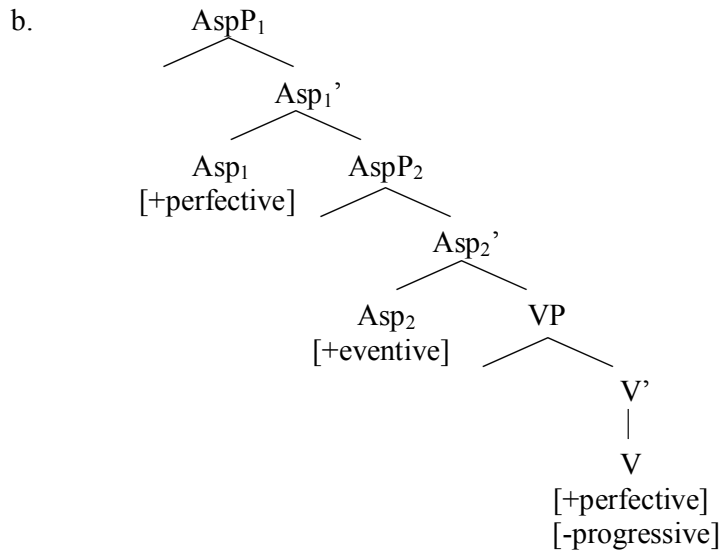 b. AspP₁
Asp₁’
Asp₁ AspP₂
[+perfective]
Asp₂’
Asp₂ VP
[+eventive]
V’
V
[+perfective]
[-progressive]